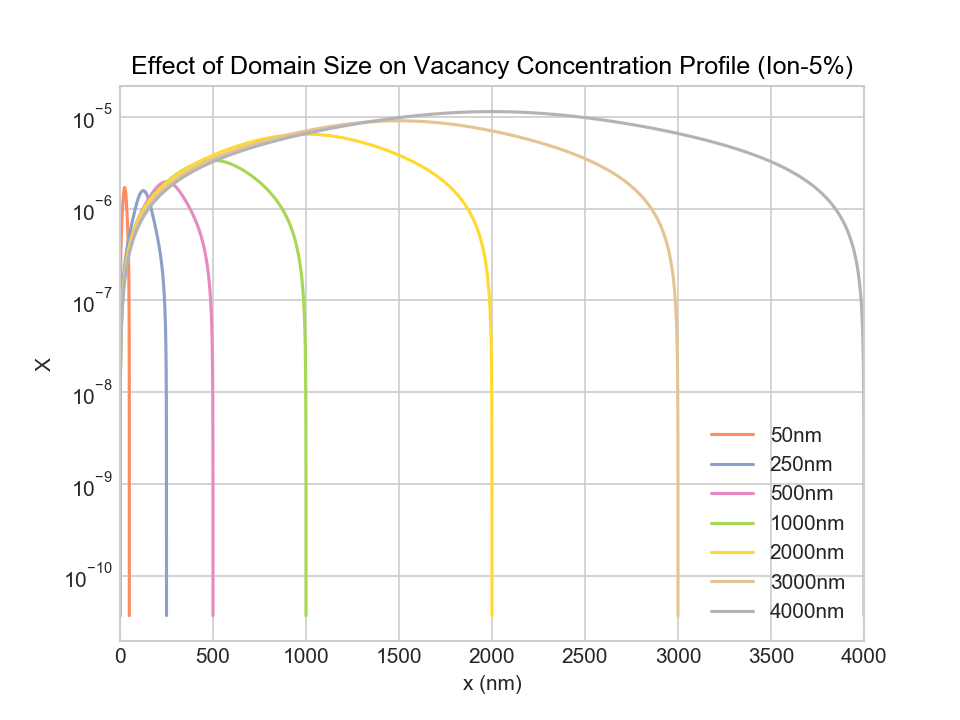 Effect of Domain Size on Vacancy Concentration Profile (Ion-5%)
10⁻⁵
10⁻⁶
10⁻⁷
X
10⁻⁸
10⁻⁹
10⁻¹⁰
50nm
250nm
500nm
1000nm
2000nm
3000nm
4000nm
0 500 1000 1500 2000 2500 3000 3500 4000
x (nm)